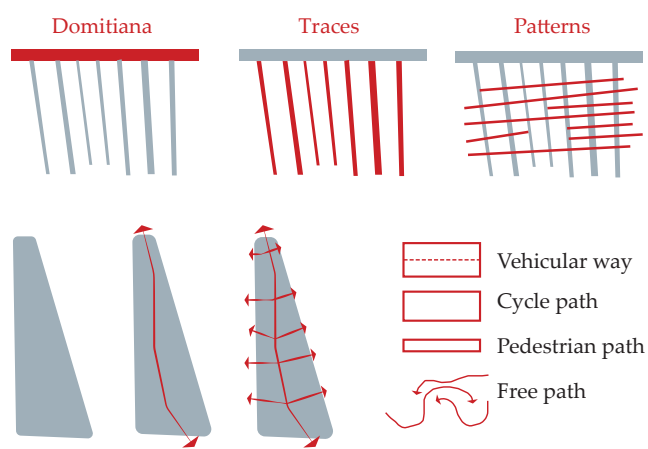 Domitiana
Traces
Patterns
Vehicular way
Cycle path
Pedestrian path
Free path